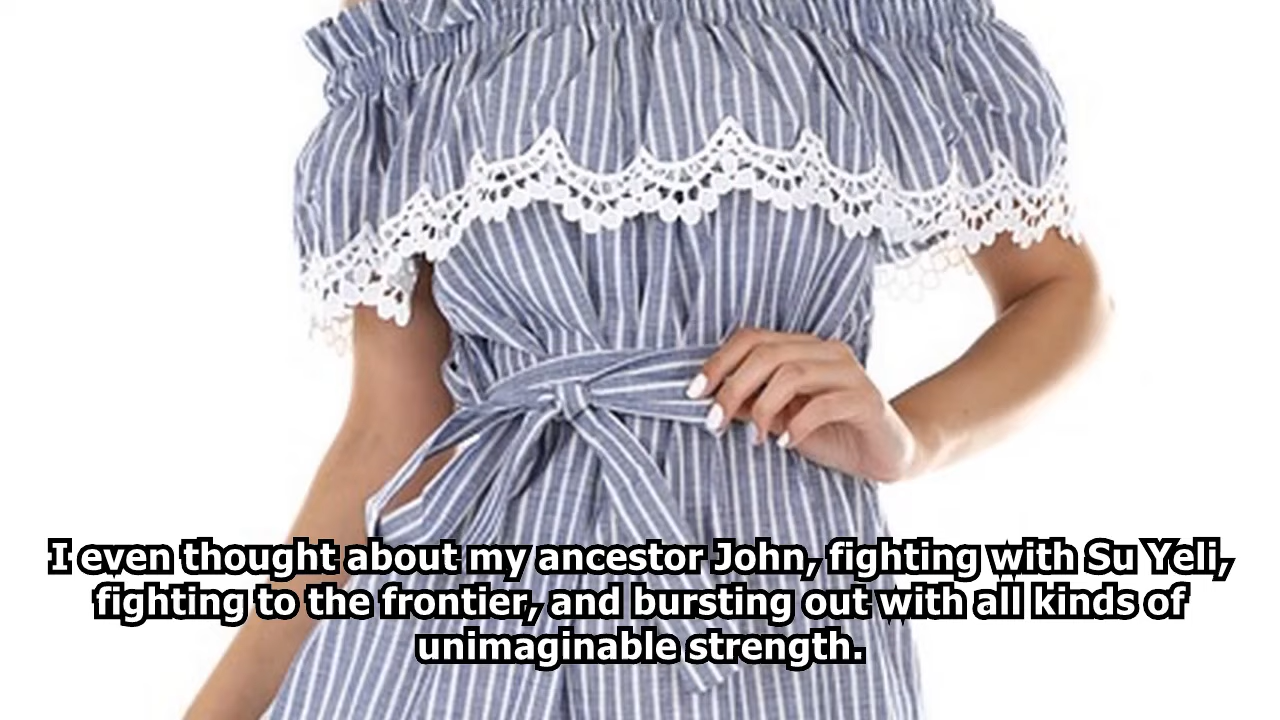 I even thought about my ancestor John, fighting with Su Yeli,
fighting to the frontier, and bursting out with all kinds of
unimaginable strength.